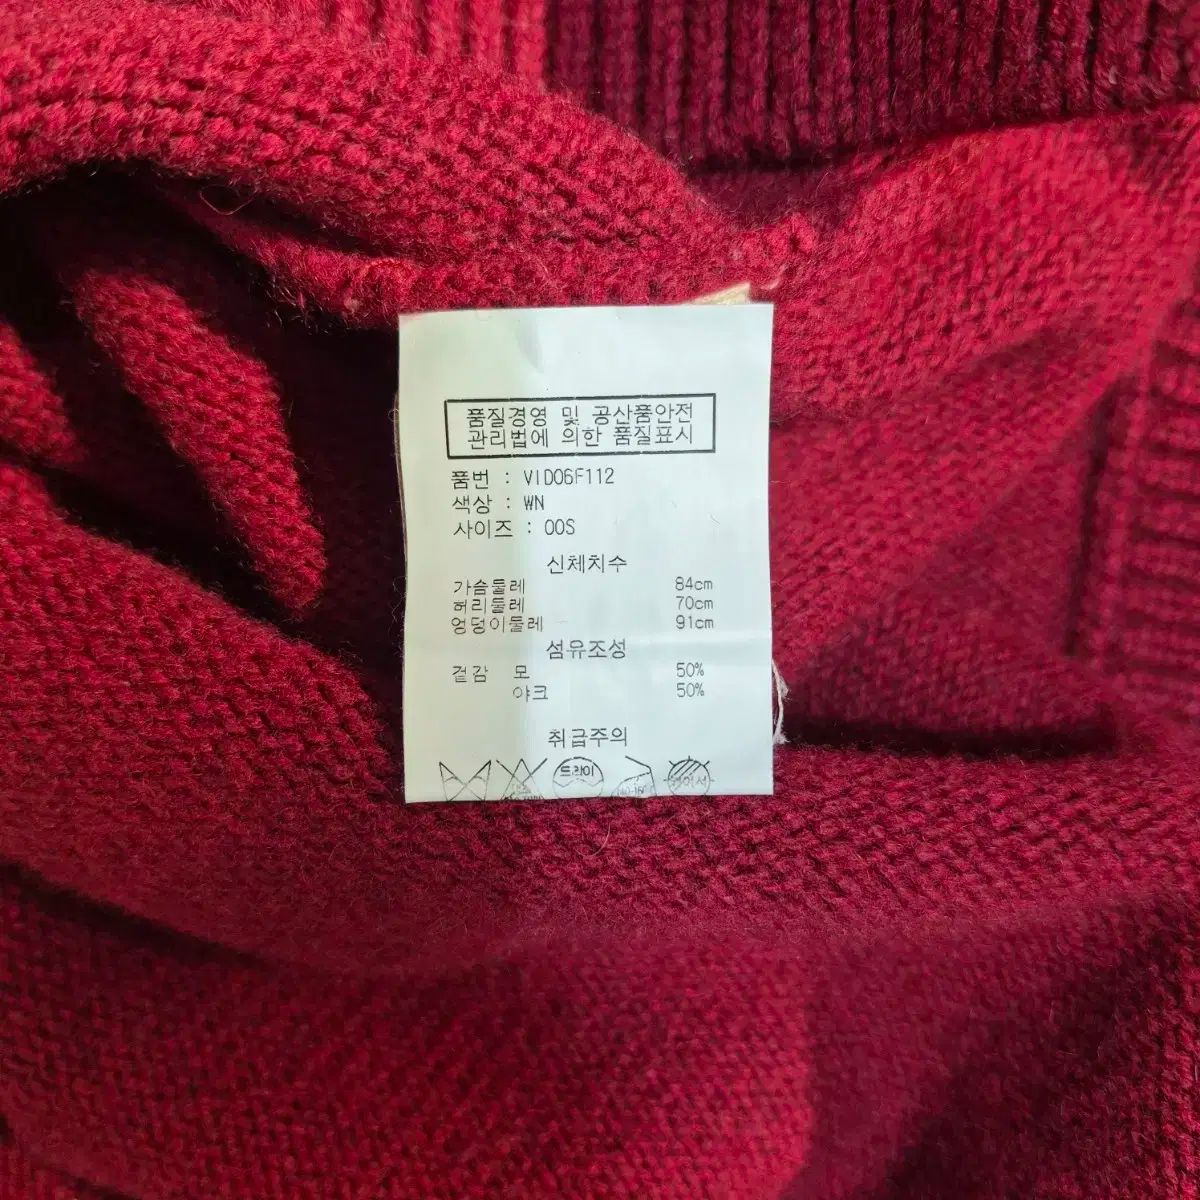 품질경영 및 공산품안전
관리법에 의한 품질표시
품번 : VID06F112
색상 : WN
사이즈 : 00S
신체치수
가슴둘레 84cm
허리둘레 70cm
엉덩이둘레 91cm
섬유조성
겉감 모 50%
야크 50%
취급주의
드라이